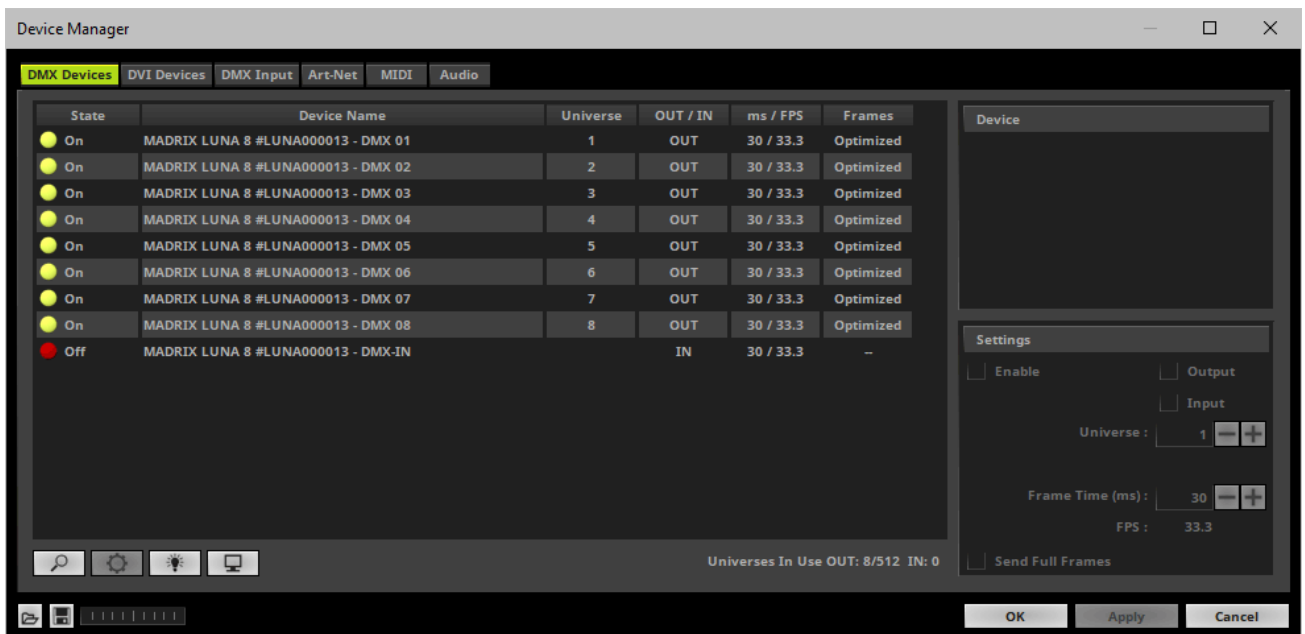 Device Manager
DMX Devices DVI Devices DMX Input Art-Net MIDI Audio
State Device Name Universe OUT / IN ms / FPS Frames
On MADRIX LUNA 8 #LUNA000013 - DMX 01 1 OUT 30 / 33.3 Optimized
On MADRIX LUNA 8 #LUNA000013 - DMX 02 2 OUT 30 / 33.3 Optimized
On MADRIX LUNA 8 #LUNA000013 - DMX 03 3 OUT 30 / 33.3 Optimized
On MADRIX LUNA 8 #LUNA000013 - DMX 04 4 OUT 30 / 33.3 Optimized
On MADRIX LUNA 8 #LUNA000013 - DMX 05 5 OUT 30 / 33.3 Optimized
On MADRIX LUNA 8 #LUNA000013 - DMX 06 6 OUT 30 / 33.3 Optimized
On MADRIX LUNA 8 #LUNA000013 - DMX 07 7 OUT 30 / 33.3 Optimized
On MADRIX LUNA 8 #LUNA000013 - DMX 08 8 OUT 30 / 33.3 Optimized
Off MADRIX LUNA 8 #LUNA000013 - DMX-IN IN 30 / 33.3 --
Universes In Use OUT: 8/512 IN: 0
Device
Settings
Enable Output
Input
Universe : 1
Frame Time (ms) : 30
FPS : 33.3
Send Full Frames
OK Apply Cancel